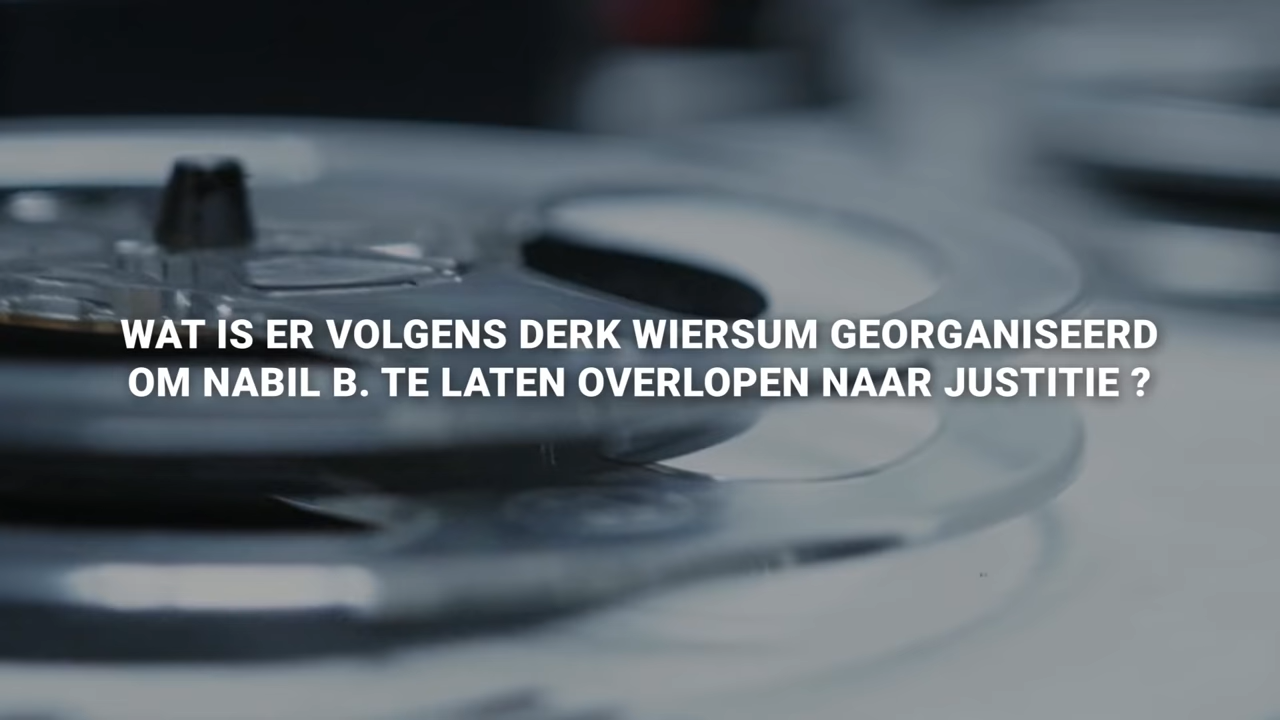 WAT IS ER VOLGENS DERK WIERSUM GEORGANISEERD
OM NABIL B. TE LATEN OVERLOPEN NAAR JUSTITIE ?